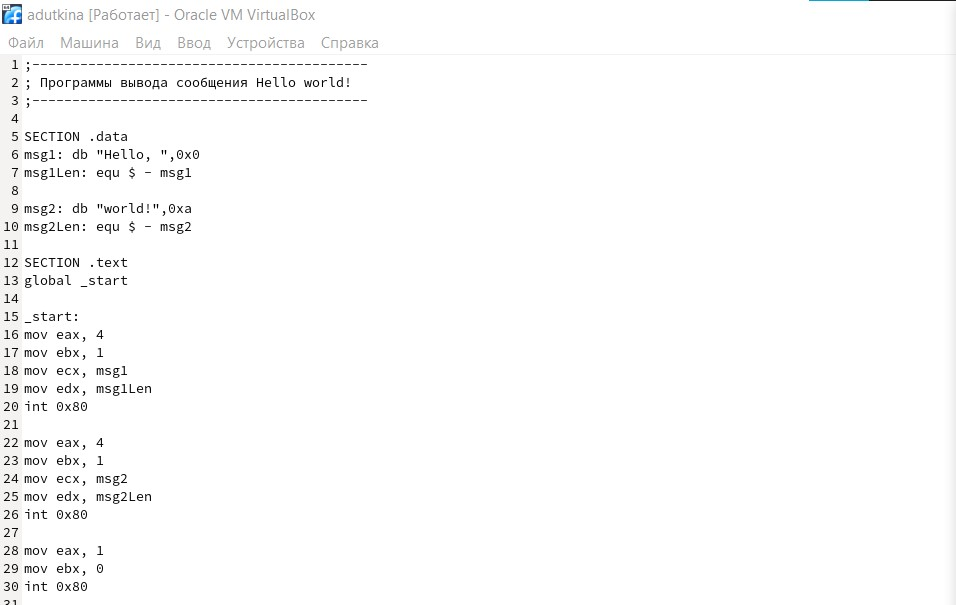 adutkina [Работает] - Oracle VM VirtualBox
Файл Машина Вид Ввод Устройства Справка
1 ;------------------------------------------
2 ; Программы вывода сообщения Hello world!
3 ;------------------------------------------
4
5 SECTION .data
6 msg1: db "Hello, ",0x0
7 msg1Len: equ $ - msg1
8
9 msg2: db "world!",0xa
10 msg2Len: equ $ - msg2
11
12 SECTION .text
13 global _start
14
15 _start:
16 mov eax, 4
17 mov ebx, 1
18 mov ecx, msg1
19 mov edx, msg1Len
20 int 0x80
21
22 mov eax, 4
23 mov ebx, 1
24 mov ecx, msg2
25 mov edx, msg2Len
26 int 0x80
27
28 mov eax, 1
29 mov ebx, 0
30 int 0x80
31